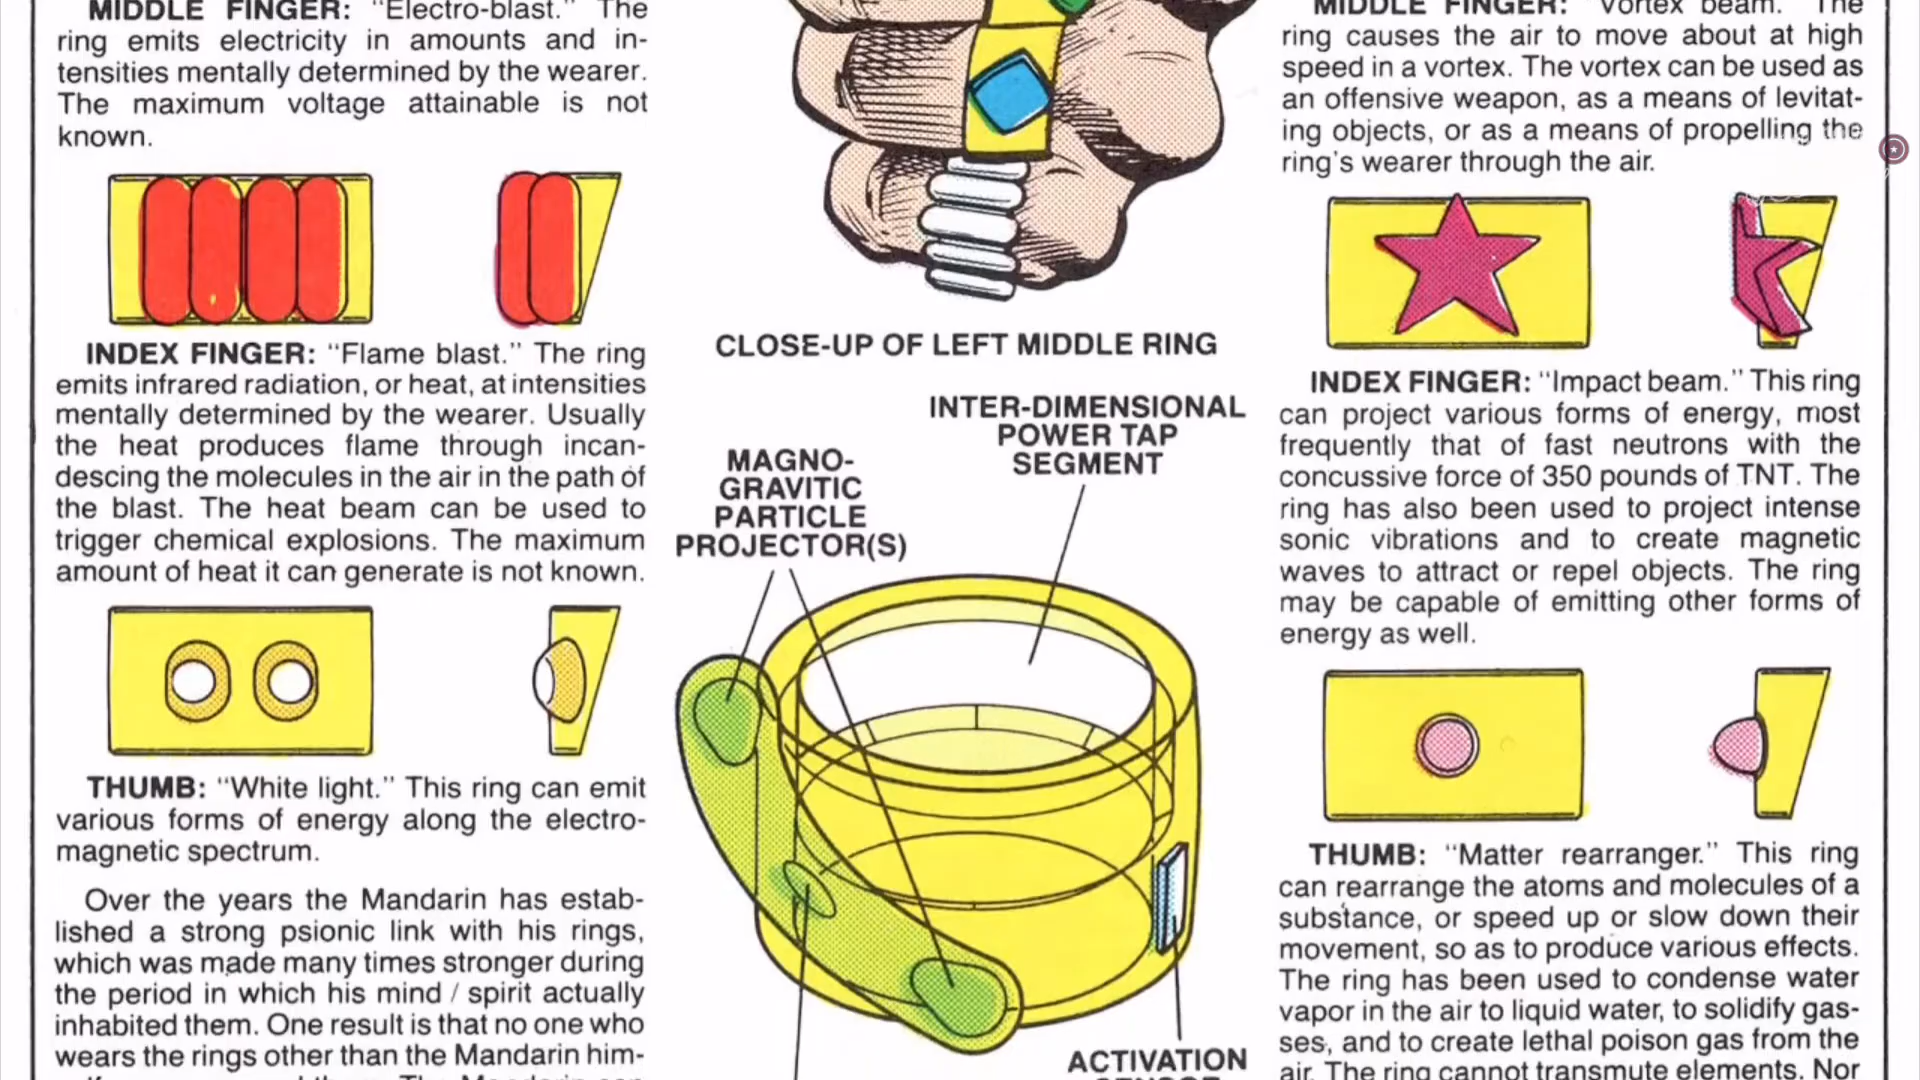 MIDDLE FINGER: "Electro-blast." The
ring emits electricity in amounts and in-
tensities mentally determined by the wearer.
The maximum voltage attainable is not
known.
INDEX FINGER: "Flame blast." The ring
emits infrared radiation, or heat, at intensities
mentally determined by the wearer. Usually
the heat produces flame through incan-
descing the molecules in the air in the path of
the blast. The heat beam can be used to
trigger chemical explosions. The maximum
amount of heat it can generate is not known.
THUMB: "White light." This ring can emit
various forms of energy along the electro-
magnetic spectrum.
Over the years the Mandarin has estab-
lished a strong psionic link with his rings,
which was made many times stronger during
the period in which his mind / spirit actually
inhabited them. One result is that no one who
wears the rings other than the Mandarin him-
CLOSE-UP OF LEFT MIDDLE RING
INTER-DIMENSIONAL
POWER TAP
SEGMENT
MAGNO-
GRAVITIC
PARTICLE
PROJECTOR(S)
ACTIVATION
SENSOR
MIDDLE FINGER: "Vortex beam." The
ring causes the air to move about at high
speed in a vortex. The vortex can be used as
an offensive weapon, as a means of levitat-
ing objects, or as a means of propelling the
ring's wearer through the air.
INDEX FINGER: "Impact beam." This ring
can project various forms of energy, most
frequently that of fast neutrons with the
concussive force of 350 pounds of TNT. The
ring has also been used to project intense
sonic vibrations and to create magnetic
waves to attract or repel objects. The ring
may be capable of emitting other forms of
energy as well.
THUMB: "Matter rearranger." This ring
can rearrange the atoms and molecules of a
substance, or speed up or slow down their
movement, so as to produce various effects.
The ring has been used to condense water
vapor in the air to liquid water, to solidify gas-
ses, and to create lethal poison gas from the
air. The ring cannot transmute elements. Nor